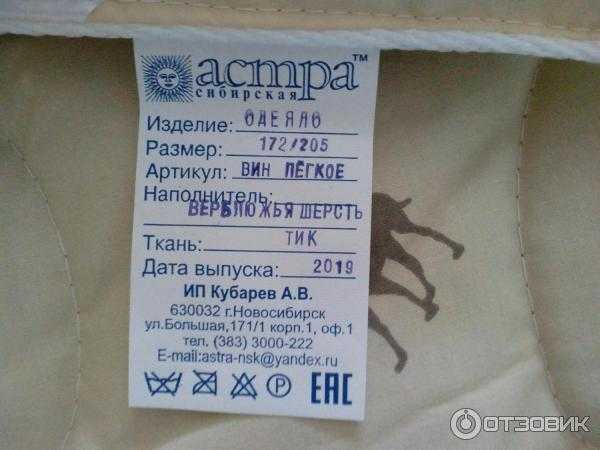 астра™
сибирская
Изделие: ОДЕЯЛО
Размер: 172/205
Артикул: ВИН ЛЁГКОЕ
Наполнитель:
ВЕРБЛЮЖЬЯ ШЕРСТЬ
Ткань: ТИК
Дата выпуска: 2019
ИП Кубарев А.В.
630032 г.Новосибирск
ул.Большая,171/1 корп.1, оф.1
тел. (383) 3000-222
E-mail:astra-nsk@yandex.ru
P EAC
ОТЗОВИК